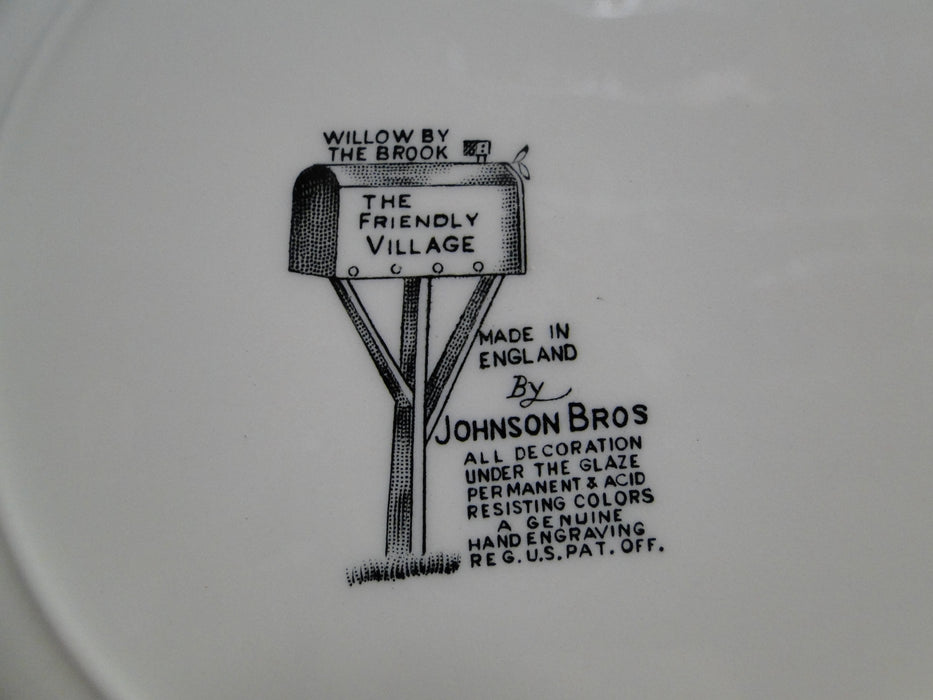 WILLOW BY
THE BROOK
THE
FRIENDLY
VILLAGE
MADE IN
ENGLAND
By
JOHNSON BROS
ALL DECORATION
UNDER THE GLAZE
PERMANENT & ACID
RESISTING COLORS
A GENUINE
HAND ENGRAVING
REG. U.S. PAT. OFF.